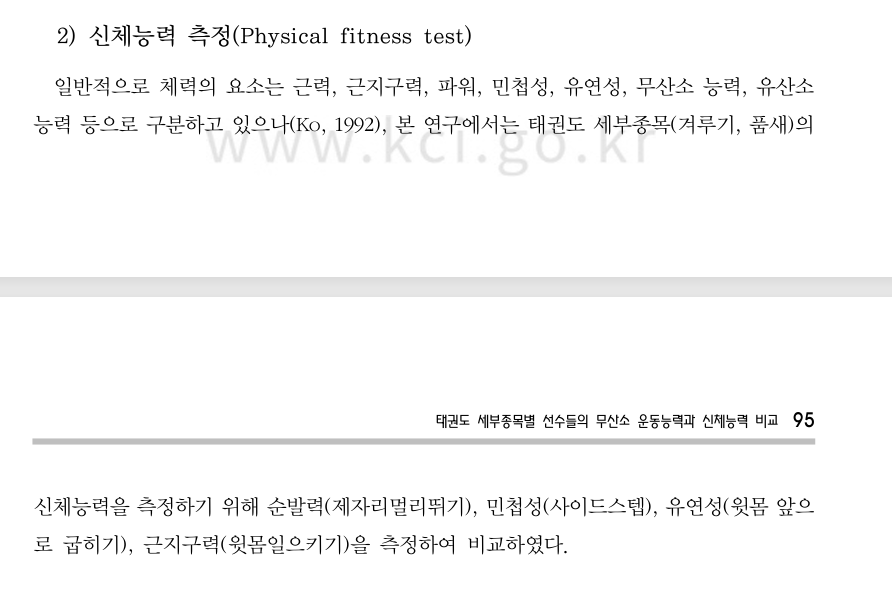 2) 신체능력 측정(Physical fitness test)
일반적으로 체력의 요소는 근력, 근지구력, 파워, 민첩성, 유연성, 무산소 능력, 유산소
능력 등으로 구분하고 있으나(Ko, 1992), 본 연구에서는 태권도 세부종목(겨루기, 품새)의
www.kci.go.kr
태권도 세부종목별 선수들의 무산소 운동능력과 신체능력 비교 95
신체능력을 측정하기 위해 순발력(제자리멀리뛰기), 민첩성(사이드스텝), 유연성(윗몸 앞으
로 굽히기), 근지구력(윗몸일으키기)을 측정하여 비교하였다.